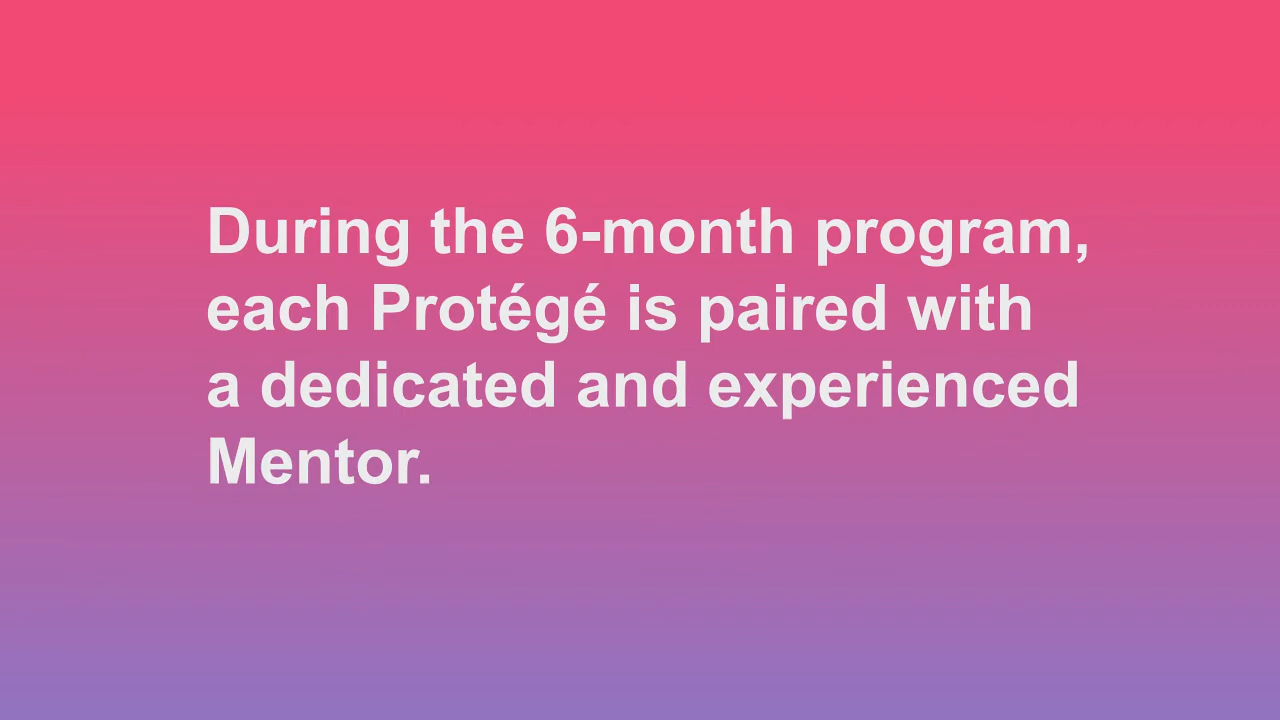 During the 6-month program,
each Protégé is paired with
a dedicated and experienced
Mentor.